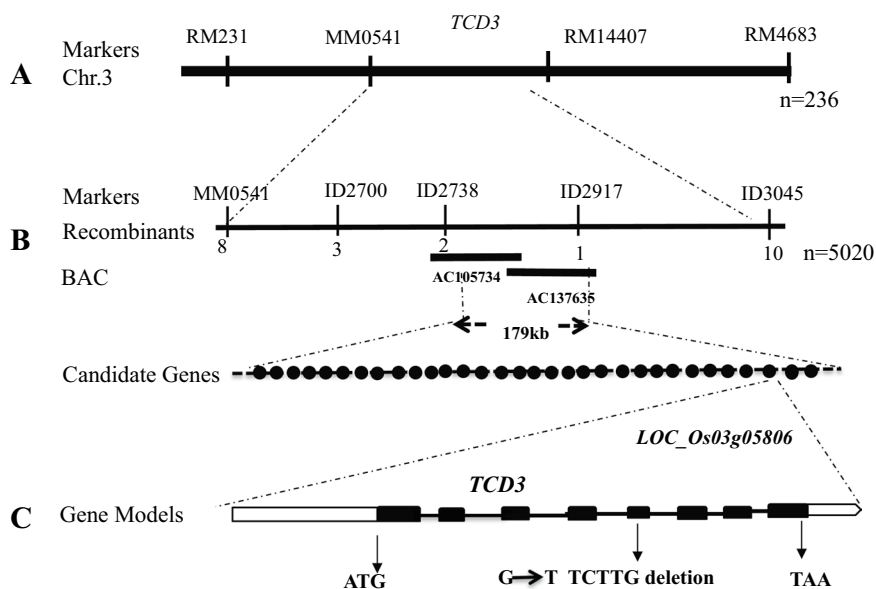 TCD3
Markers RM231 MM0541 RM14407 RM4683
A Chr.3
n=236
Markers MM0541 ID2700 ID2738 ID2917 ID3045
B Recombinants 8 3 2 1 10 n=5020
BAC AC105734
AC137635
179kb
Candidate Genes
LOC_Os03g05806
TCD3
C Gene Models
ATG G T TCTTG deletion TAA